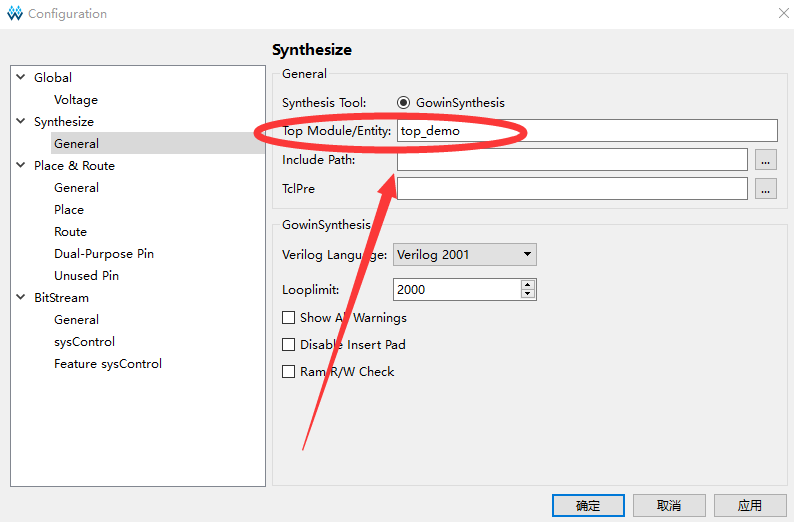 Configuration
Global
Voltage
Synthesize
General
Place & Route
General
Place
Route
Dual-Purpose Pin
Unused Pin
BitStream
General
sysControl
Feature sysControl
Synthesize
General
Synthesis Tool: GowinSynthesis
Top Module/Entity: top_demo
Include Path: ...
TclPre ...
GowinSynthesis
Verilog Language: Verilog 2001
Looplimit: 2000
Show All Warnings
Disable Insert Pad
Ram R/W Check
确定 取消 应用